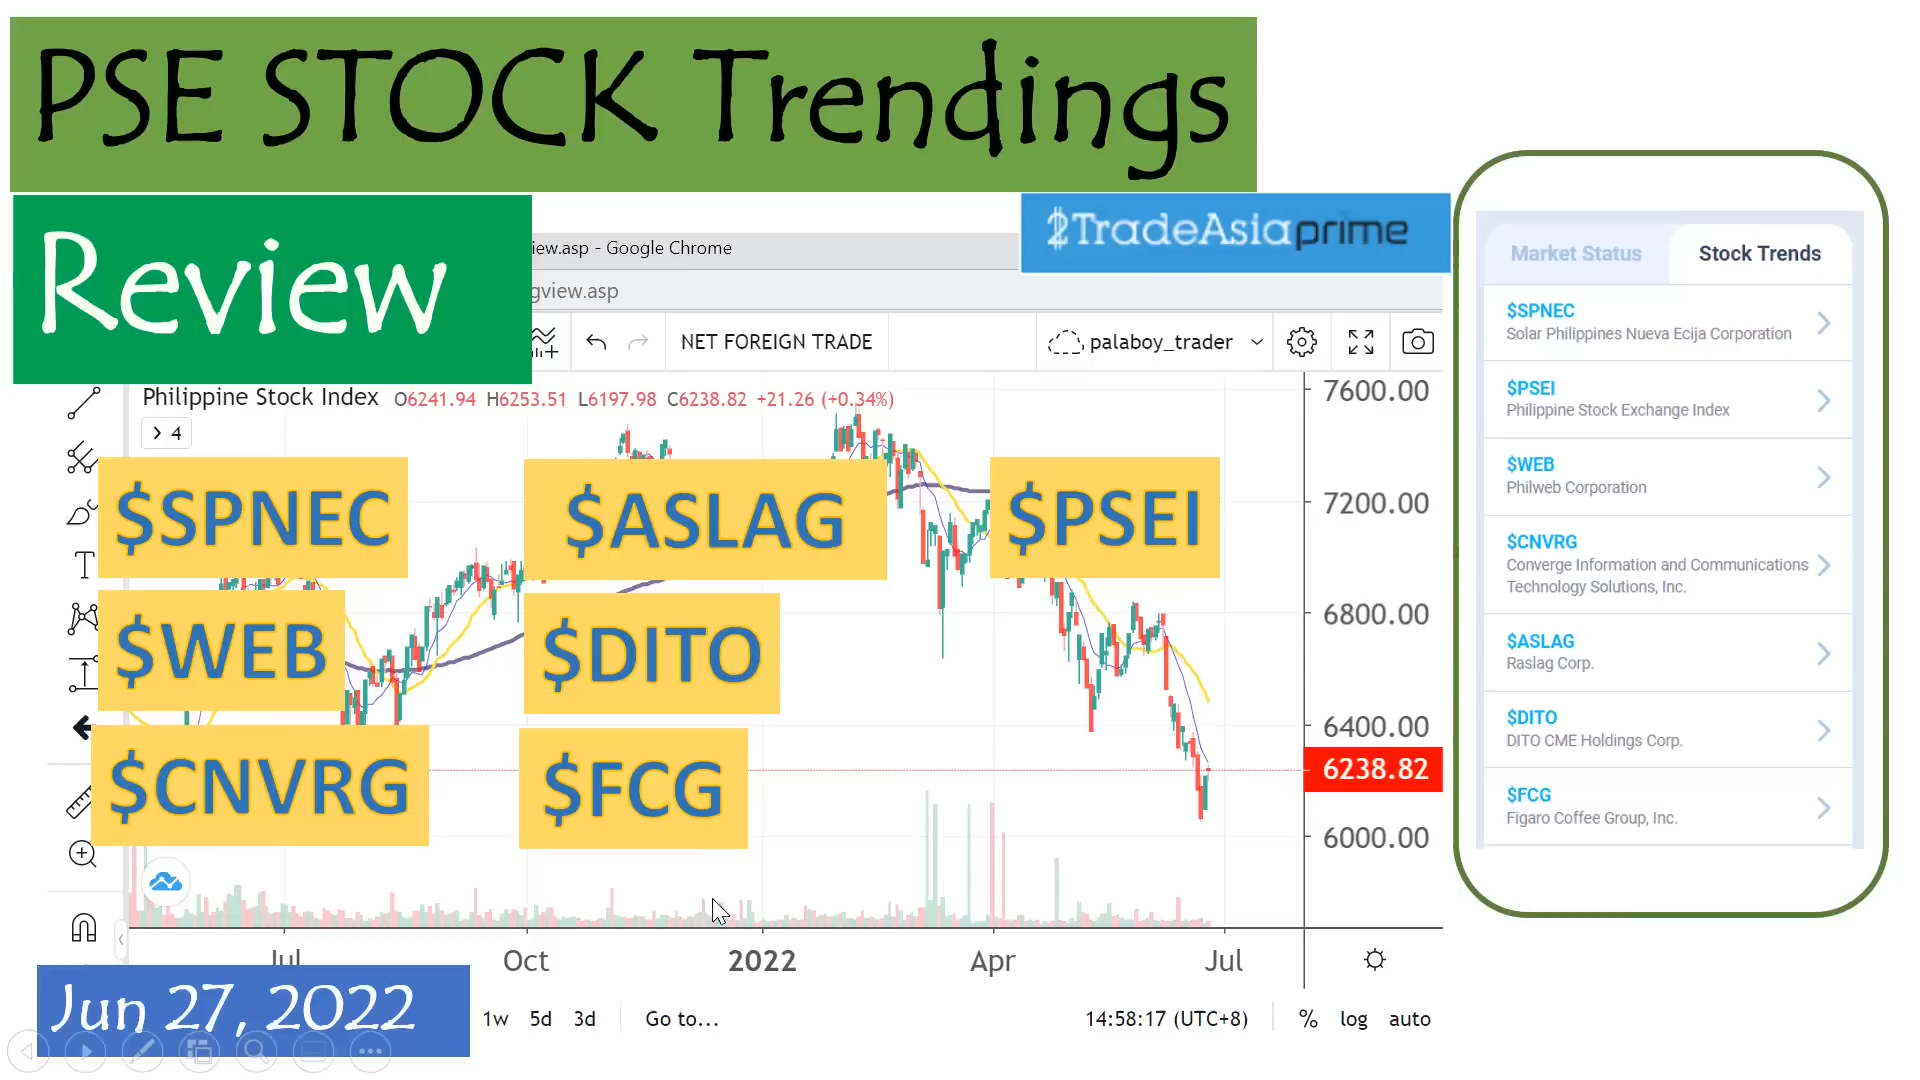 PSE STOCK Trendings
Review
TradeAsiaprime
iew.asp - Google Chrome
gview.asp
NET FOREIGN TRADE
palaboy_trader
Philippine Stock Index O6241.94 H6253.51 L6197.98 C6238.82 +21.26 (+0.34%)
4
$SPNEC
$ASLAG
$PSEI
$WEB
$DITO
$CNVRG
$FCG
7600.00
7200.00
6800.00
6400.00
6238.82
6000.00
Jul
Oct
2022
Apr
Jul
Jun 27, 2022
1w 5d 3d Go to... 14:58:17 (UTC+8) % log auto
Market Status
Stock Trends
$SPNEC
Solar Philippines Nueva Ecija Corporation
$PSEI
Philippine Stock Exchange Index
$WEB
Philweb Corporation
$CNVRG
Converge Information and Communications
Technology Solutions, Inc.
$ASLAG
Raslag Corp.
$DITO
DITO CME Holdings Corp.
$FCG
Figaro Coffee Group, Inc.